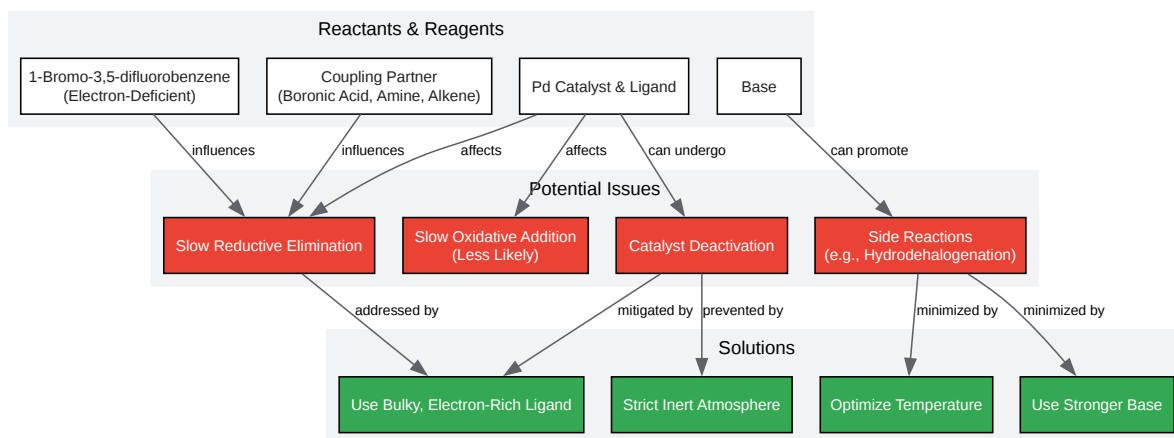 Reactants & Reagents
1-Bromo-3,5-difluorobenzene
(Electron-Deficient)
Coupling Partner
(Boronic Acid, Amine, Alkene)
Pd Catalyst & Ligand
Base
influences
influences
affects
affects
can undergo
can promote
Potential Issues
Slow Reductive Elimination
Slow Oxidative Addition
(Less Likely)
Catalyst Deactivation
Side Reactions
(e.g., Hydrodehalogenation)
addressed by
mitigated by
prevented by
minimized by
minimized by
Solutions
Use Bulky, Electron-Rich Ligand
Strict Inert Atmosphere
Optimize Temperature
Use Stronger Base